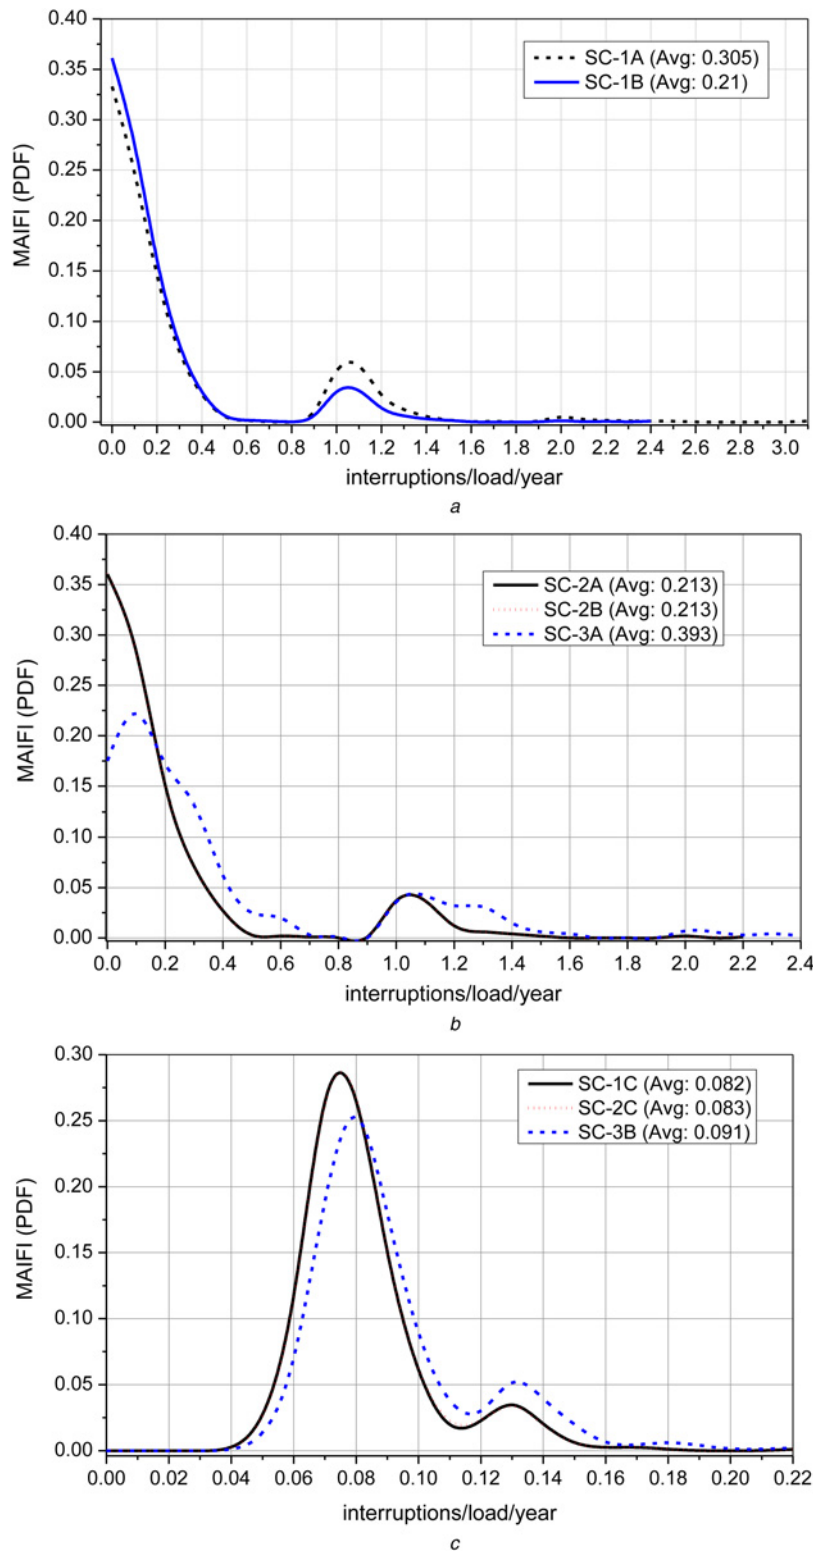 0.40
0.35
0.30
0.25
0.20
0.15
0.10
0.05
0.00
MAIFI (PDF)
SC-1A (Avg: 0.305)
SC-1B (Avg: 0.21)
0.0 0.2 0.4 0.6 0.8 1.0 1.2 1.4 1.6 1.8 2.0 2.2 2.4 2.6 2.8 3.0
interruptions/load/year
a
0.40
0.35
0.30
0.25
0.20
0.15
0.10
0.05
0.00
MAIFI (PDF)
SC-2A (Avg: 0.213)
SC-2B (Avg: 0.213)
SC-3A (Avg: 0.393)
0.0 0.2 0.4 0.6 0.8 1.0 1.2 1.4 1.6 1.8 2.0 2.2 2.4
interruptions/load/year
b
0.30
0.25
0.20
0.15
0.10
0.05
0.00
MAIFI (PDF)
SC-1C (Avg: 0.082)
SC-2C (Avg: 0.083)
SC-3B (Avg: 0.091)
0.00 0.02 0.04 0.06 0.08 0.10 0.12 0.14 0.16 0.18 0.20 0.22
interruptions/load/year
c